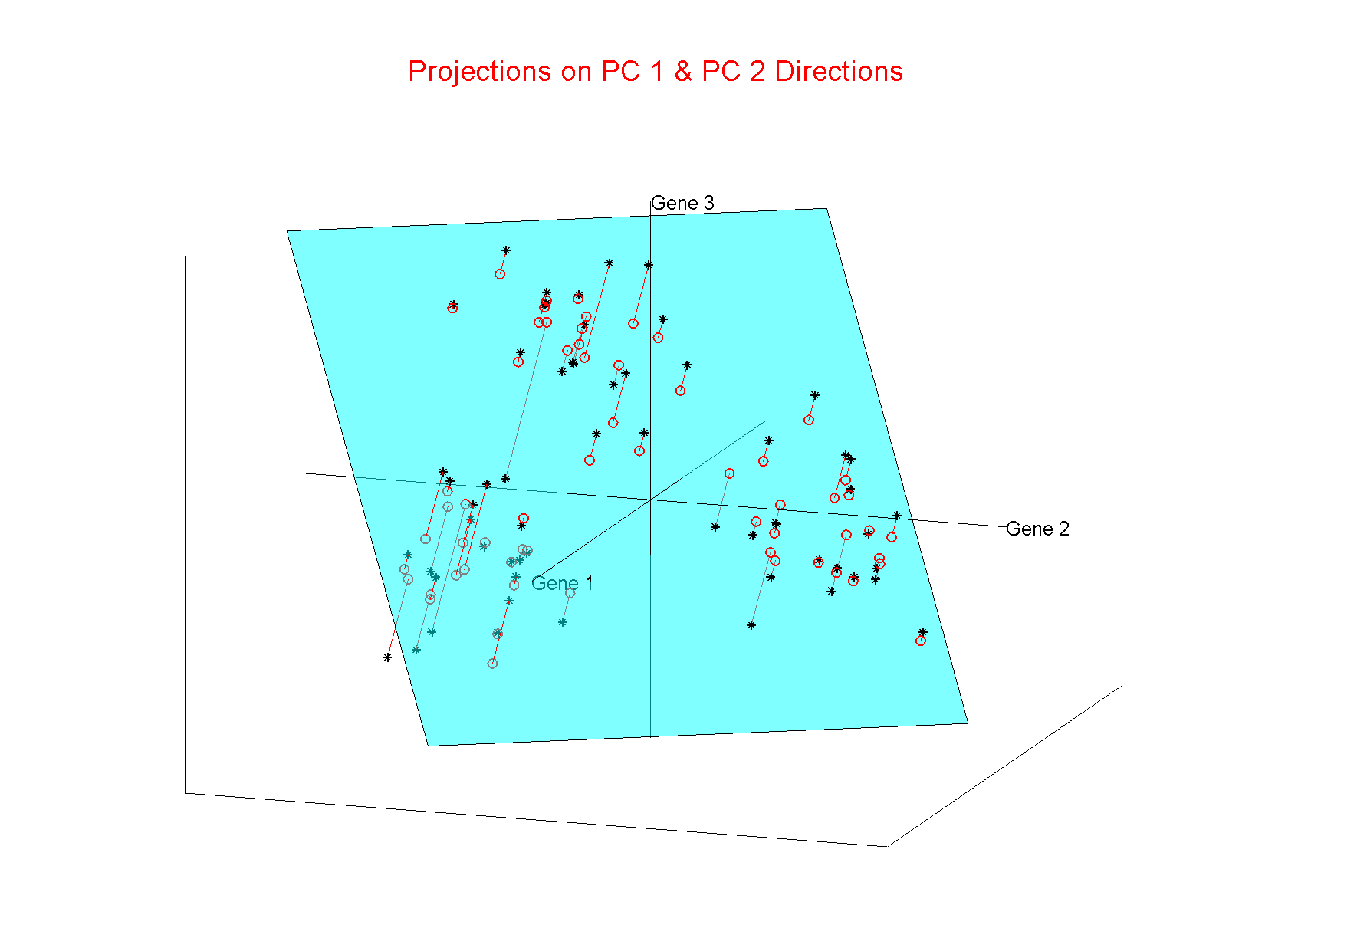 Projections on PC 1 & PC 2 Directions
Gene 3
Gene 2
Gene 1